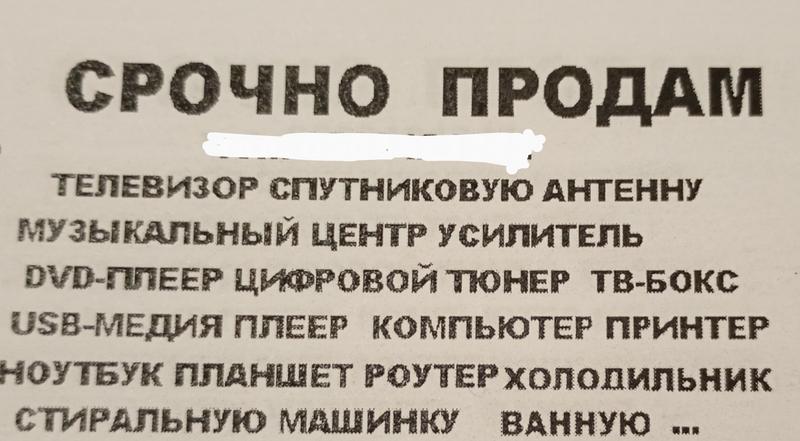 СРОЧНО ПРОДАМ
ТЕЛЕВИЗОР СПУТНИКОВУЮ АНТЕННУ
МУЗЫКАЛЬНЫЙ ЦЕНТР УСИЛИТЕЛЬ
DVD-ПЛЕЕР ЦИФРОВОЙ ТЮНЕР ТВ-БОКС
USB-МЕДИЯ ПЛЕЕР КОМПЬЮТЕР ПРИНТЕР
НОУТБУК ПЛАНШЕТ РОУТЕР ХОЛОДИЛЬНИК
СТИРАЛЬНУЮ МАШИНКУ ВАННУЮ ...